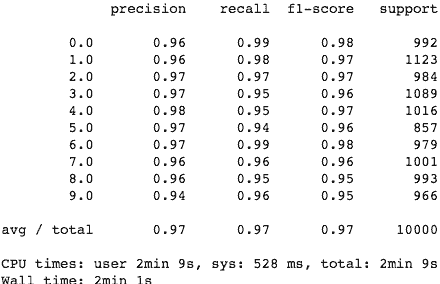 precision recall f1-score support
0.0 0.96 0.99 0.98 992
1.0 0.96 0.98 0.97 1123
2.0 0.97 0.97 0.97 984
3.0 0.97 0.95 0.96 1089
4.0 0.98 0.95 0.97 1016
5.0 0.97 0.94 0.96 857
6.0 0.97 0.99 0.98 979
7.0 0.96 0.96 0.96 1001
8.0 0.96 0.95 0.95 993
9.0 0.94 0.96 0.95 966
avg / total 0.97 0.97 0.97 10000
CPU times: user 2min 9s, sys: 528 ms, total: 2min 9s
Wall time: 2min 1s